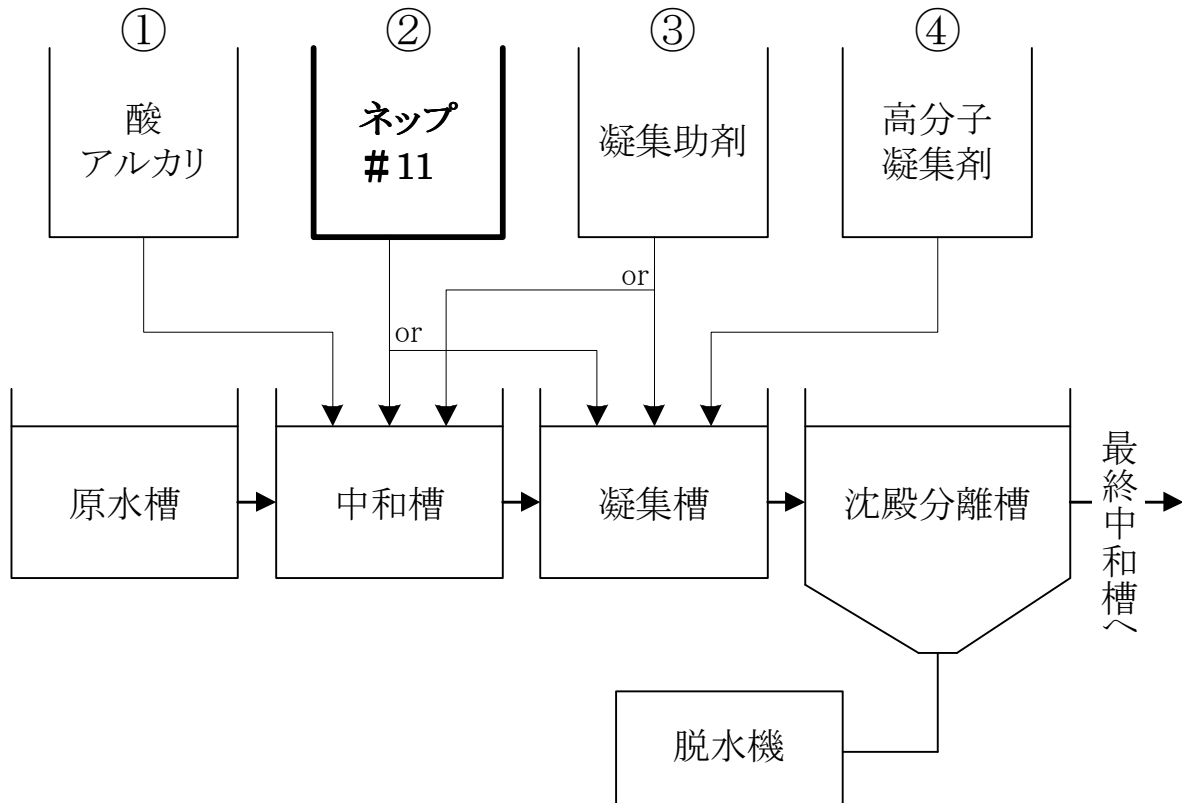 ①
②
③
④
酸
アルカリ
ネップ
#11
凝集助剤
高分子
凝集剤
or
or
原水槽
中和槽
凝集槽
沈殿分離槽
最終中和槽へ
脱水機